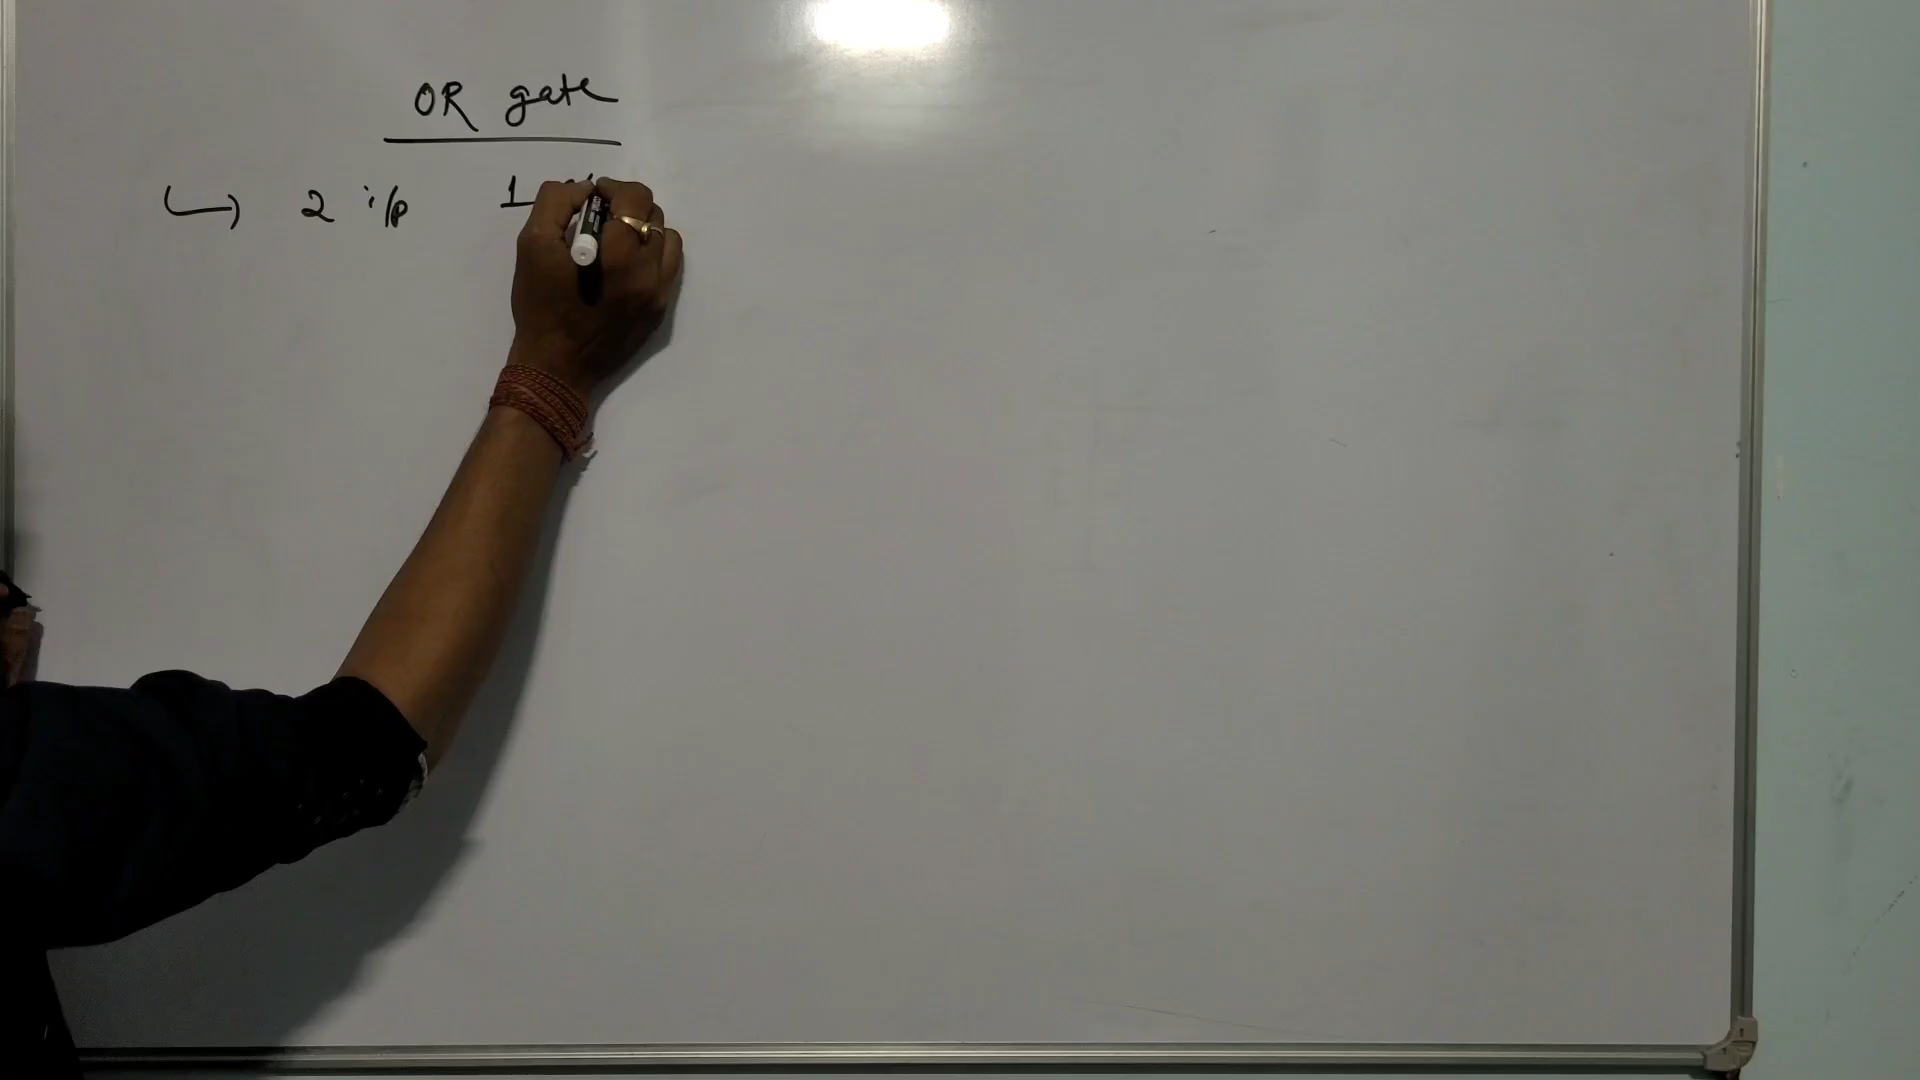 OR gate
↪ 2 i/p 1